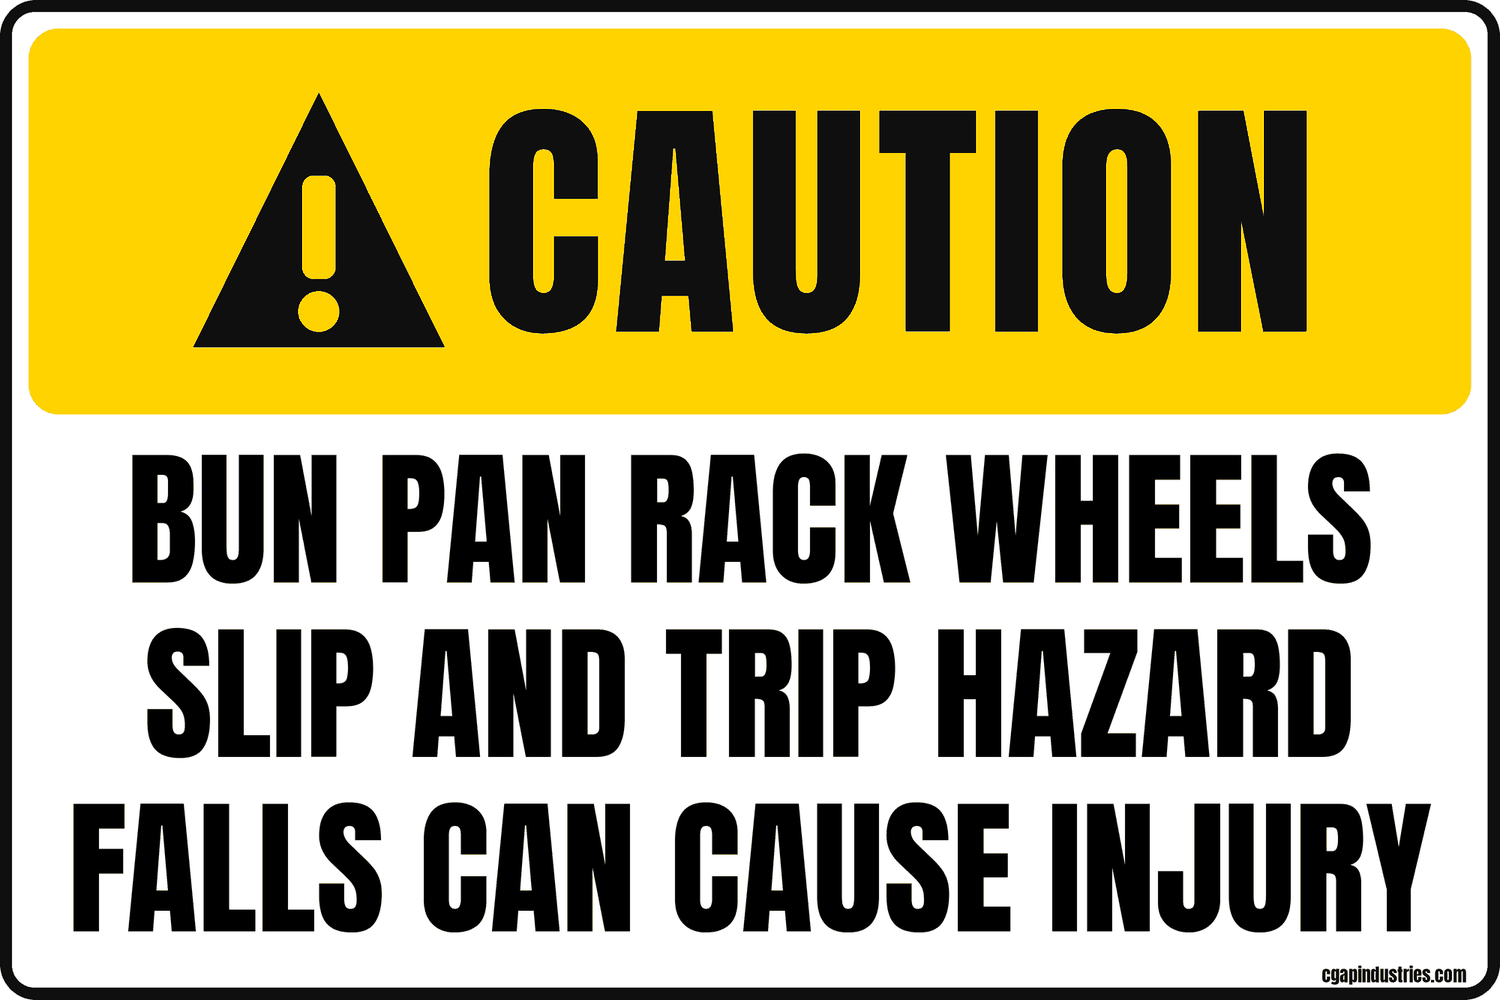 CAUTION
BUN PAN RACK WHEELS
SLIP AND TRIP HAZARD
FALLS CAN CAUSE INJURY
cgapindustries.com